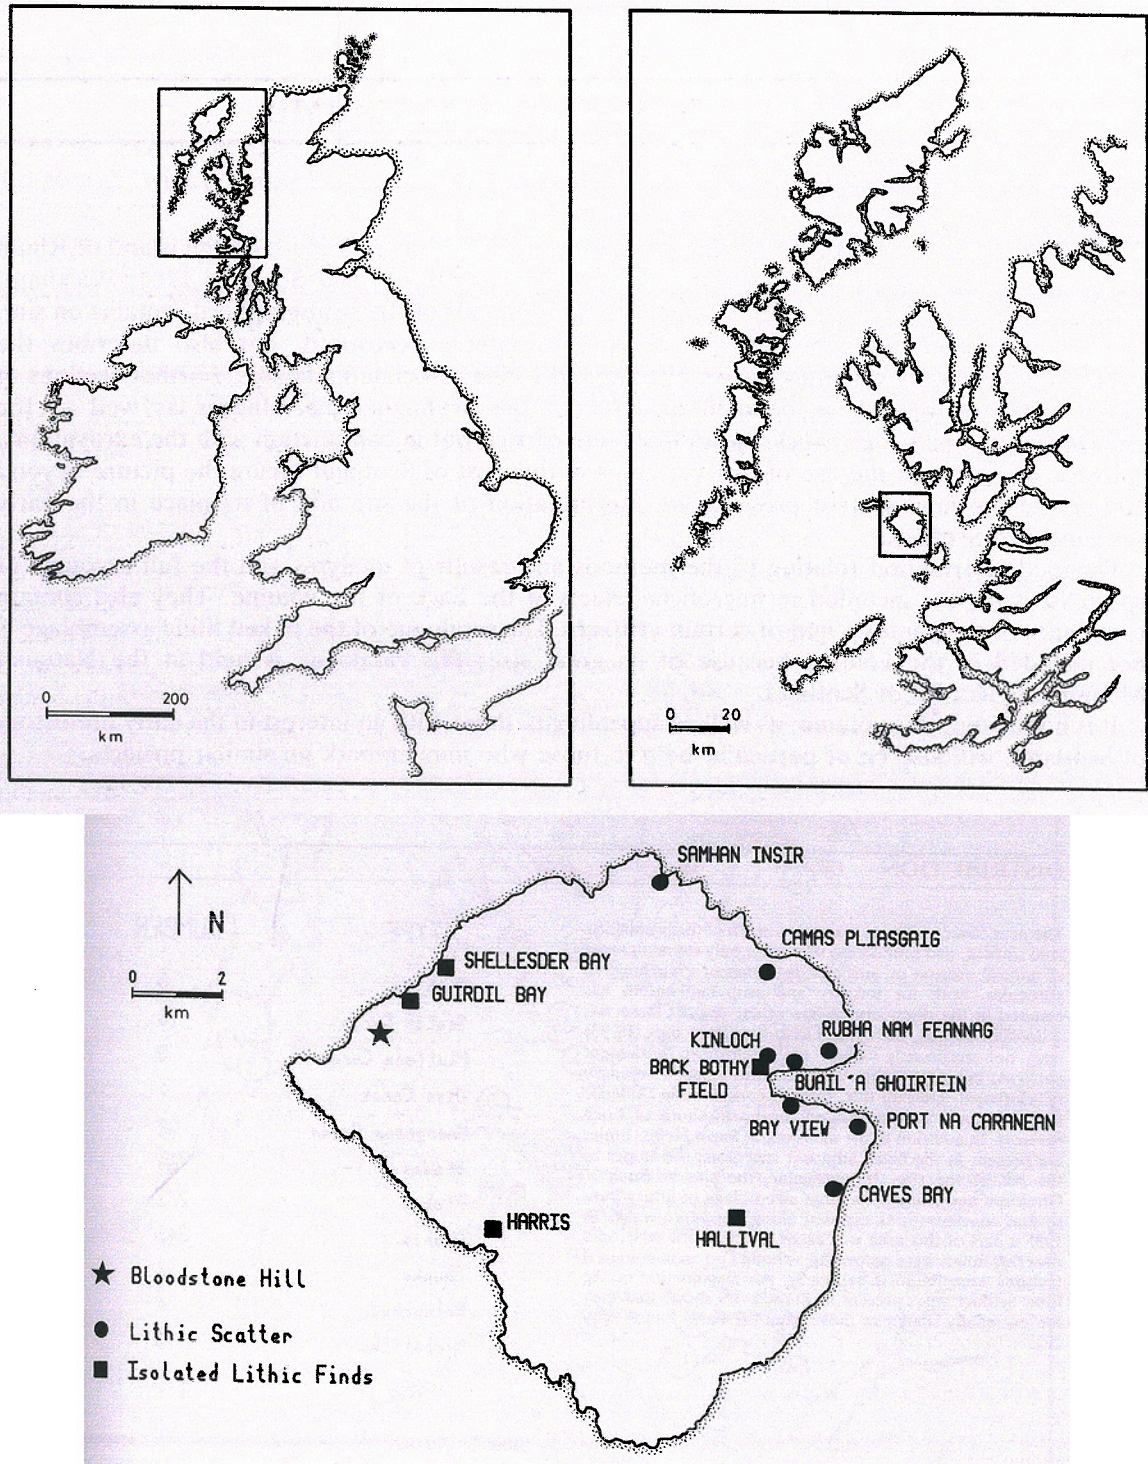 0 200
km
0 20
km
N
0 2
km
SAMHAN INSIR
CAMAS PLIASGAIG
SHELLESDER BAY
GUIRDIL BAY
RUBHA NAM FEANNAG
KINLOCH
BACK BOTHY
FIELD
BUAIL´A GHOIRTEIN
BAY VIEW
PORT NA CARANEAN
CAVES BAY
HARRIS
HALLIVAL
Bloodstone Hill
Lithic Scatter
Isolated Lithic Finds